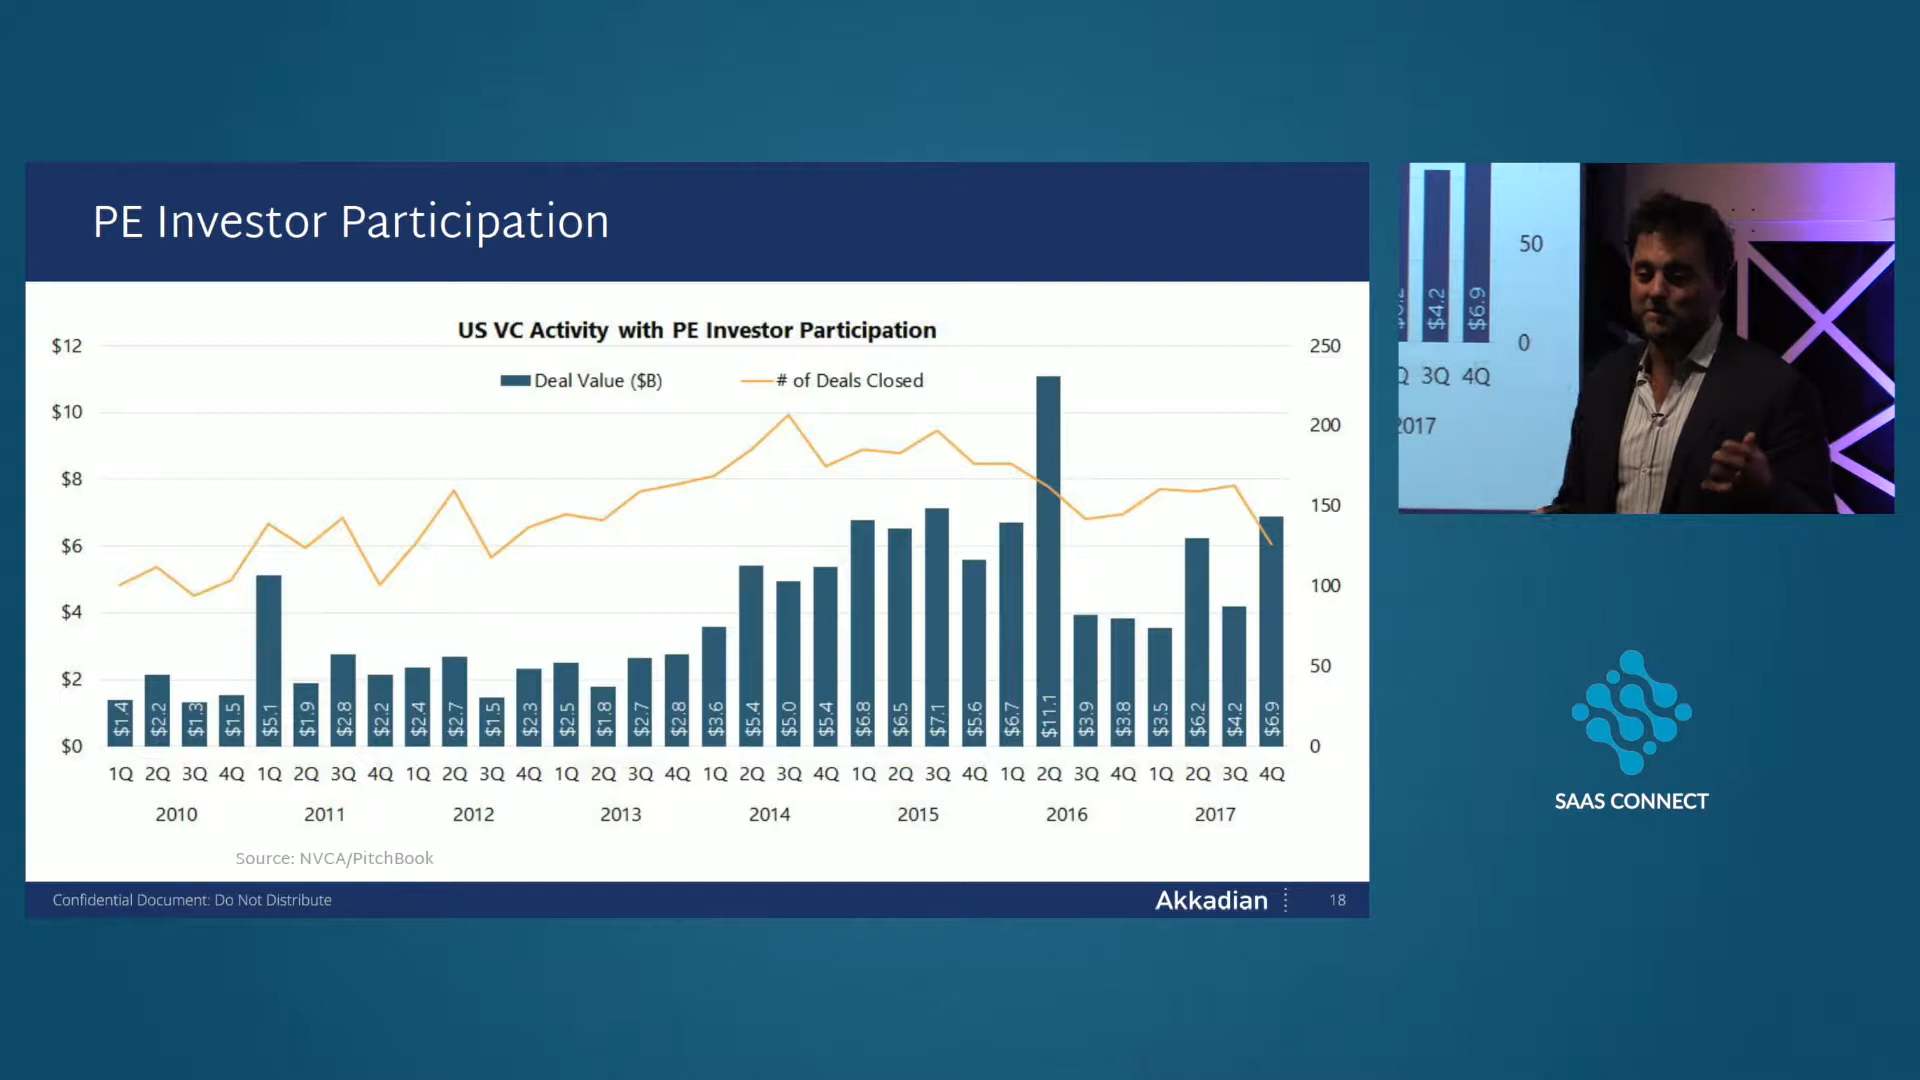 PE Investor Participation
US VC Activity with PE Investor Participation
Deal Value ($B)
# of Deals Closed
$12
$10
$8
$6
$4
$2
$0
250
200
150
100
50
0
$1.4 $2.2 $1.3 $1.5 $5.1 $1.9 $2.8 $2.2 $2.4 $2.7 $1.5 $2.3 $2.5 $1.8 $2.7 $2.8 $3.6 $5.4 $5.0 $5.4 $6.8 $6.5 $7.1 $5.6 $6.7 $11.1 $3.9 $3.8 $3.5 $6.2 $4.2 $6.9
1Q 2Q 3Q 4Q 1Q 2Q 3Q 4Q 1Q 2Q 3Q 4Q 1Q 2Q 3Q 4Q 1Q 2Q 3Q 4Q 1Q 2Q 3Q 4Q 1Q 2Q 3Q 4Q 1Q 2Q 3Q 4Q
2010 2011 2012 2013 2014 2015 2016 2017
Source: NVCA/PitchBook
Confidential Document: Do Not Distribute
Akkadian
18
50
$4.2 $6.9
0
Q 3Q 4Q
2017
SAAS CONNECT